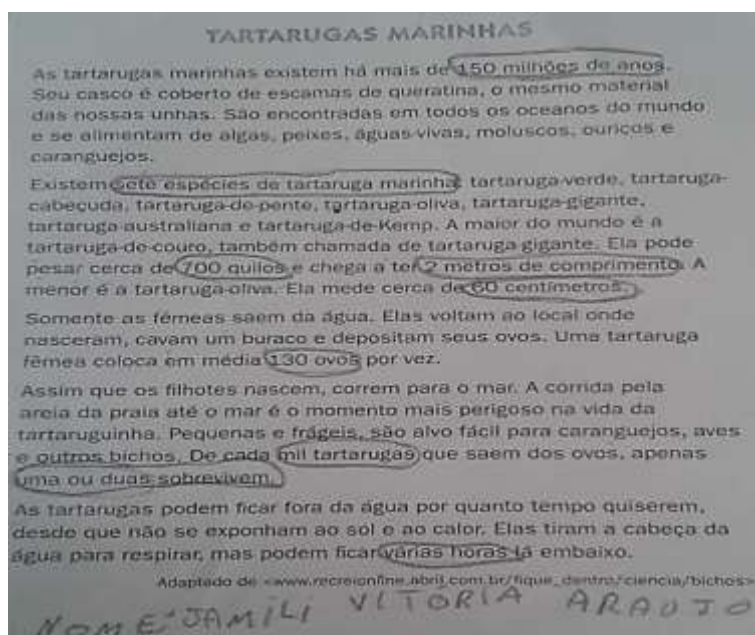 TARTARUGAS MARINHAS
As tartarugas marinhas existem há mais de 150 milhões de anos.
Seu casco é coberto de escamas de queratina, o mesmo material
das nossas unhas. São encontradas em todos os oceanos do mundo
e se alimentam de algas, peixes, águas-vivas, moluscos, ouriços e
caranguejos.
Existem sete espécies de tartaruga marinha: tartaruga-verde, tartaruga-
cabeçuda, tartaruga-de-pente, tartaruga-oliva, tartaruga-gigante,
tartaruga-australiana e tartaruga-de-Kemp. A maior do mundo é a
tartaruga-de-couro, também chamada de tartaruga-gigante. Ela pode
pesar cerca de 700 quilos e chega a ter 2 metros de comprimento. A
menor é a tartaruga-oliva. Ela mede cerca de 60 centímetros.
Somente as fêmeas saem da água. Elas voltam ao local onde
nasceram, cavam um buraco e depositam seus ovos. Uma tartaruga
fêmea coloca em média 130 ovos por vez.
Assim que os filhotes nascem, correm para o mar. A corrida pela
areia da praia até o mar é o momento mais perigoso na vida da
tartaruguinha. Pequenas e frágeis, são alvo fácil para caranguejos, aves
e outros bichos. De cada mil tartarugas que saem dos ovos, apenas
uma ou duas sobrevivem.
As tartarugas podem ficar fora da água por quanto tempo quiserem,
desde que não se exponham ao sol e ao calor. Elas tiram a cabeça da
água para respirar, mas podem ficar várias horas lá embaixo.
Adaptado de <www.recreionline.abril.com.br/fique_dentro/ciencia/bichos>
NOME: JAMILI VITORIA ARAUJO